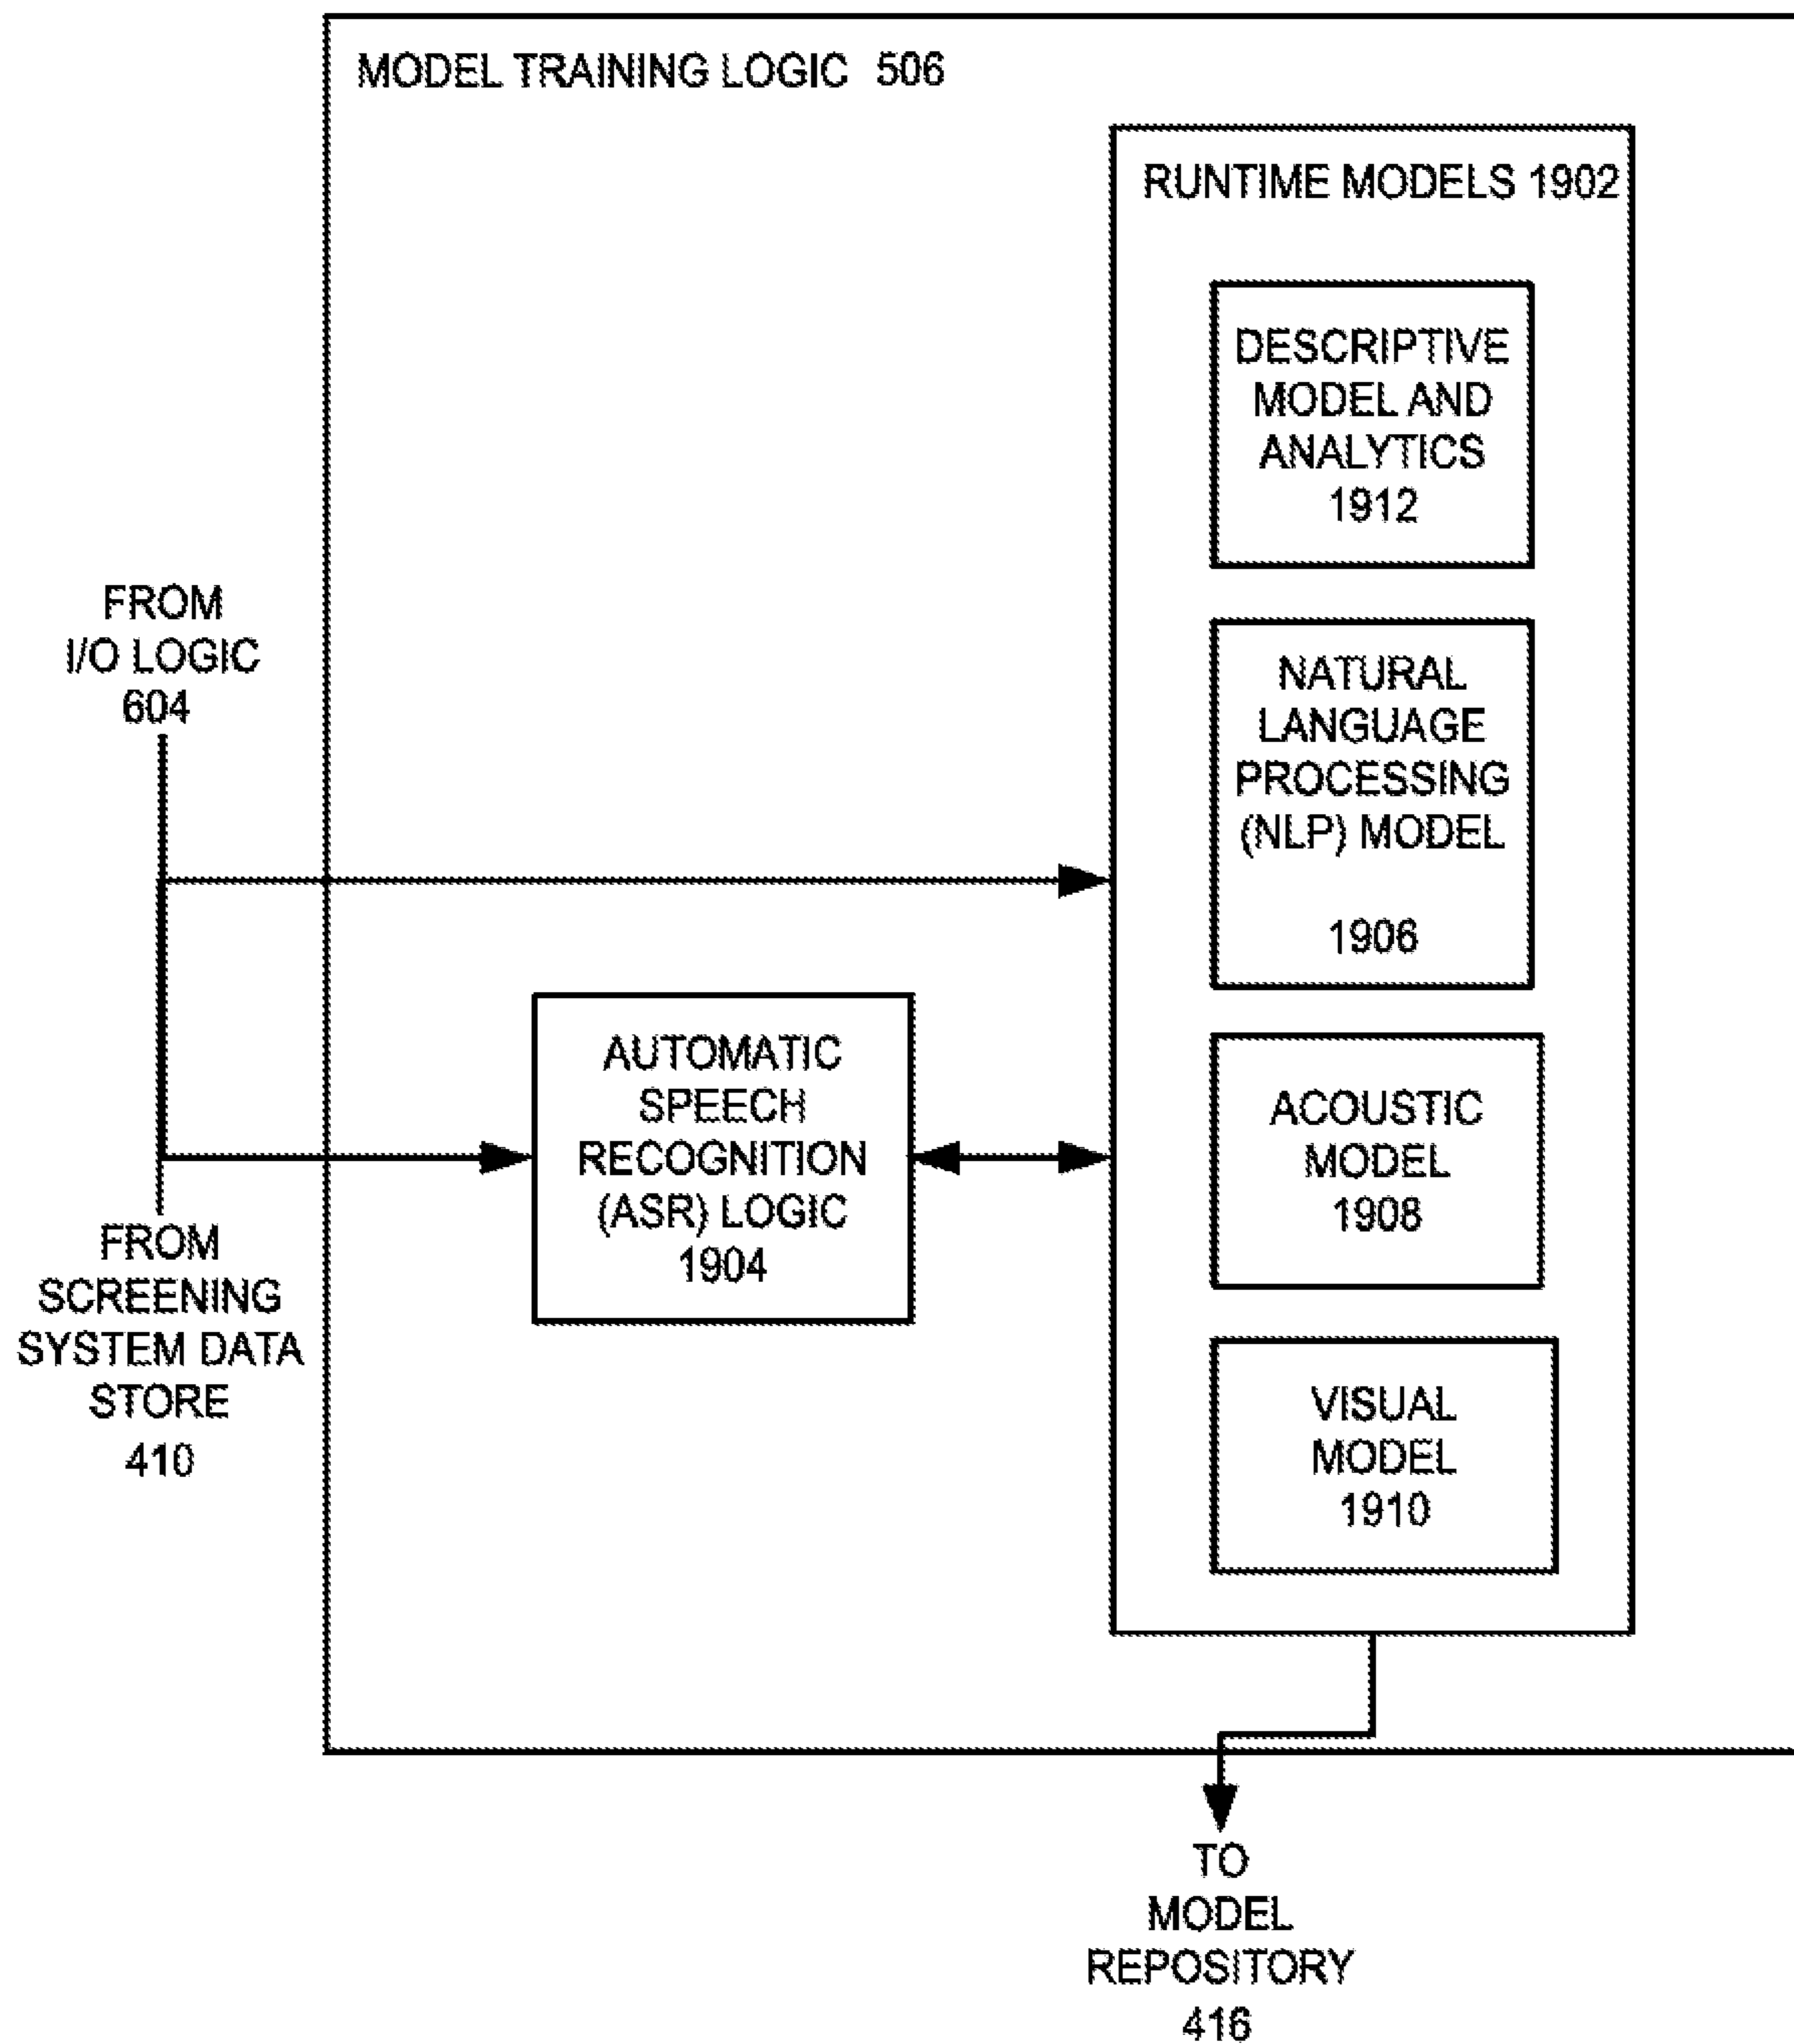 MODEL TRAINING LOGIC 506
RUNTIME MODELS 1902
DESCRIPTIVE
MODEL AND
ANALYTICS
1912
FROM
I/O LOGIC
604
NATURAL
LANGUAGE
PROCESSING
(NLP) MODEL
1906
AUTOMATIC
SPEECH
RECOGNITION
(ASR) LOGIC
1904
ACOUSTIC
MODEL
1908
FROM
SCREENING
SYSTEM DATA
STORE
410
VISUAL
MODEL
1910
TO
MODEL
REPOSITORY
416